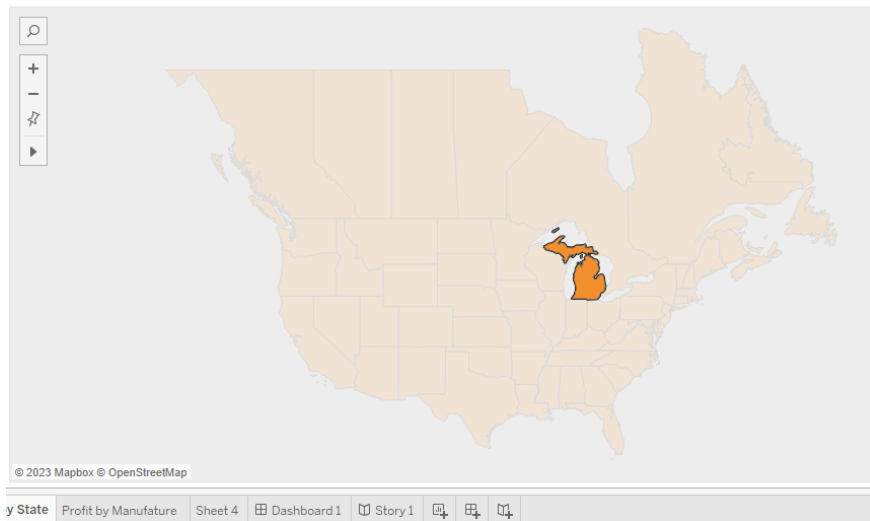 © 2023 Mapbox © OpenStreetMap
y State Profit by Manufature Sheet 4 Dashboard 1 Story 1